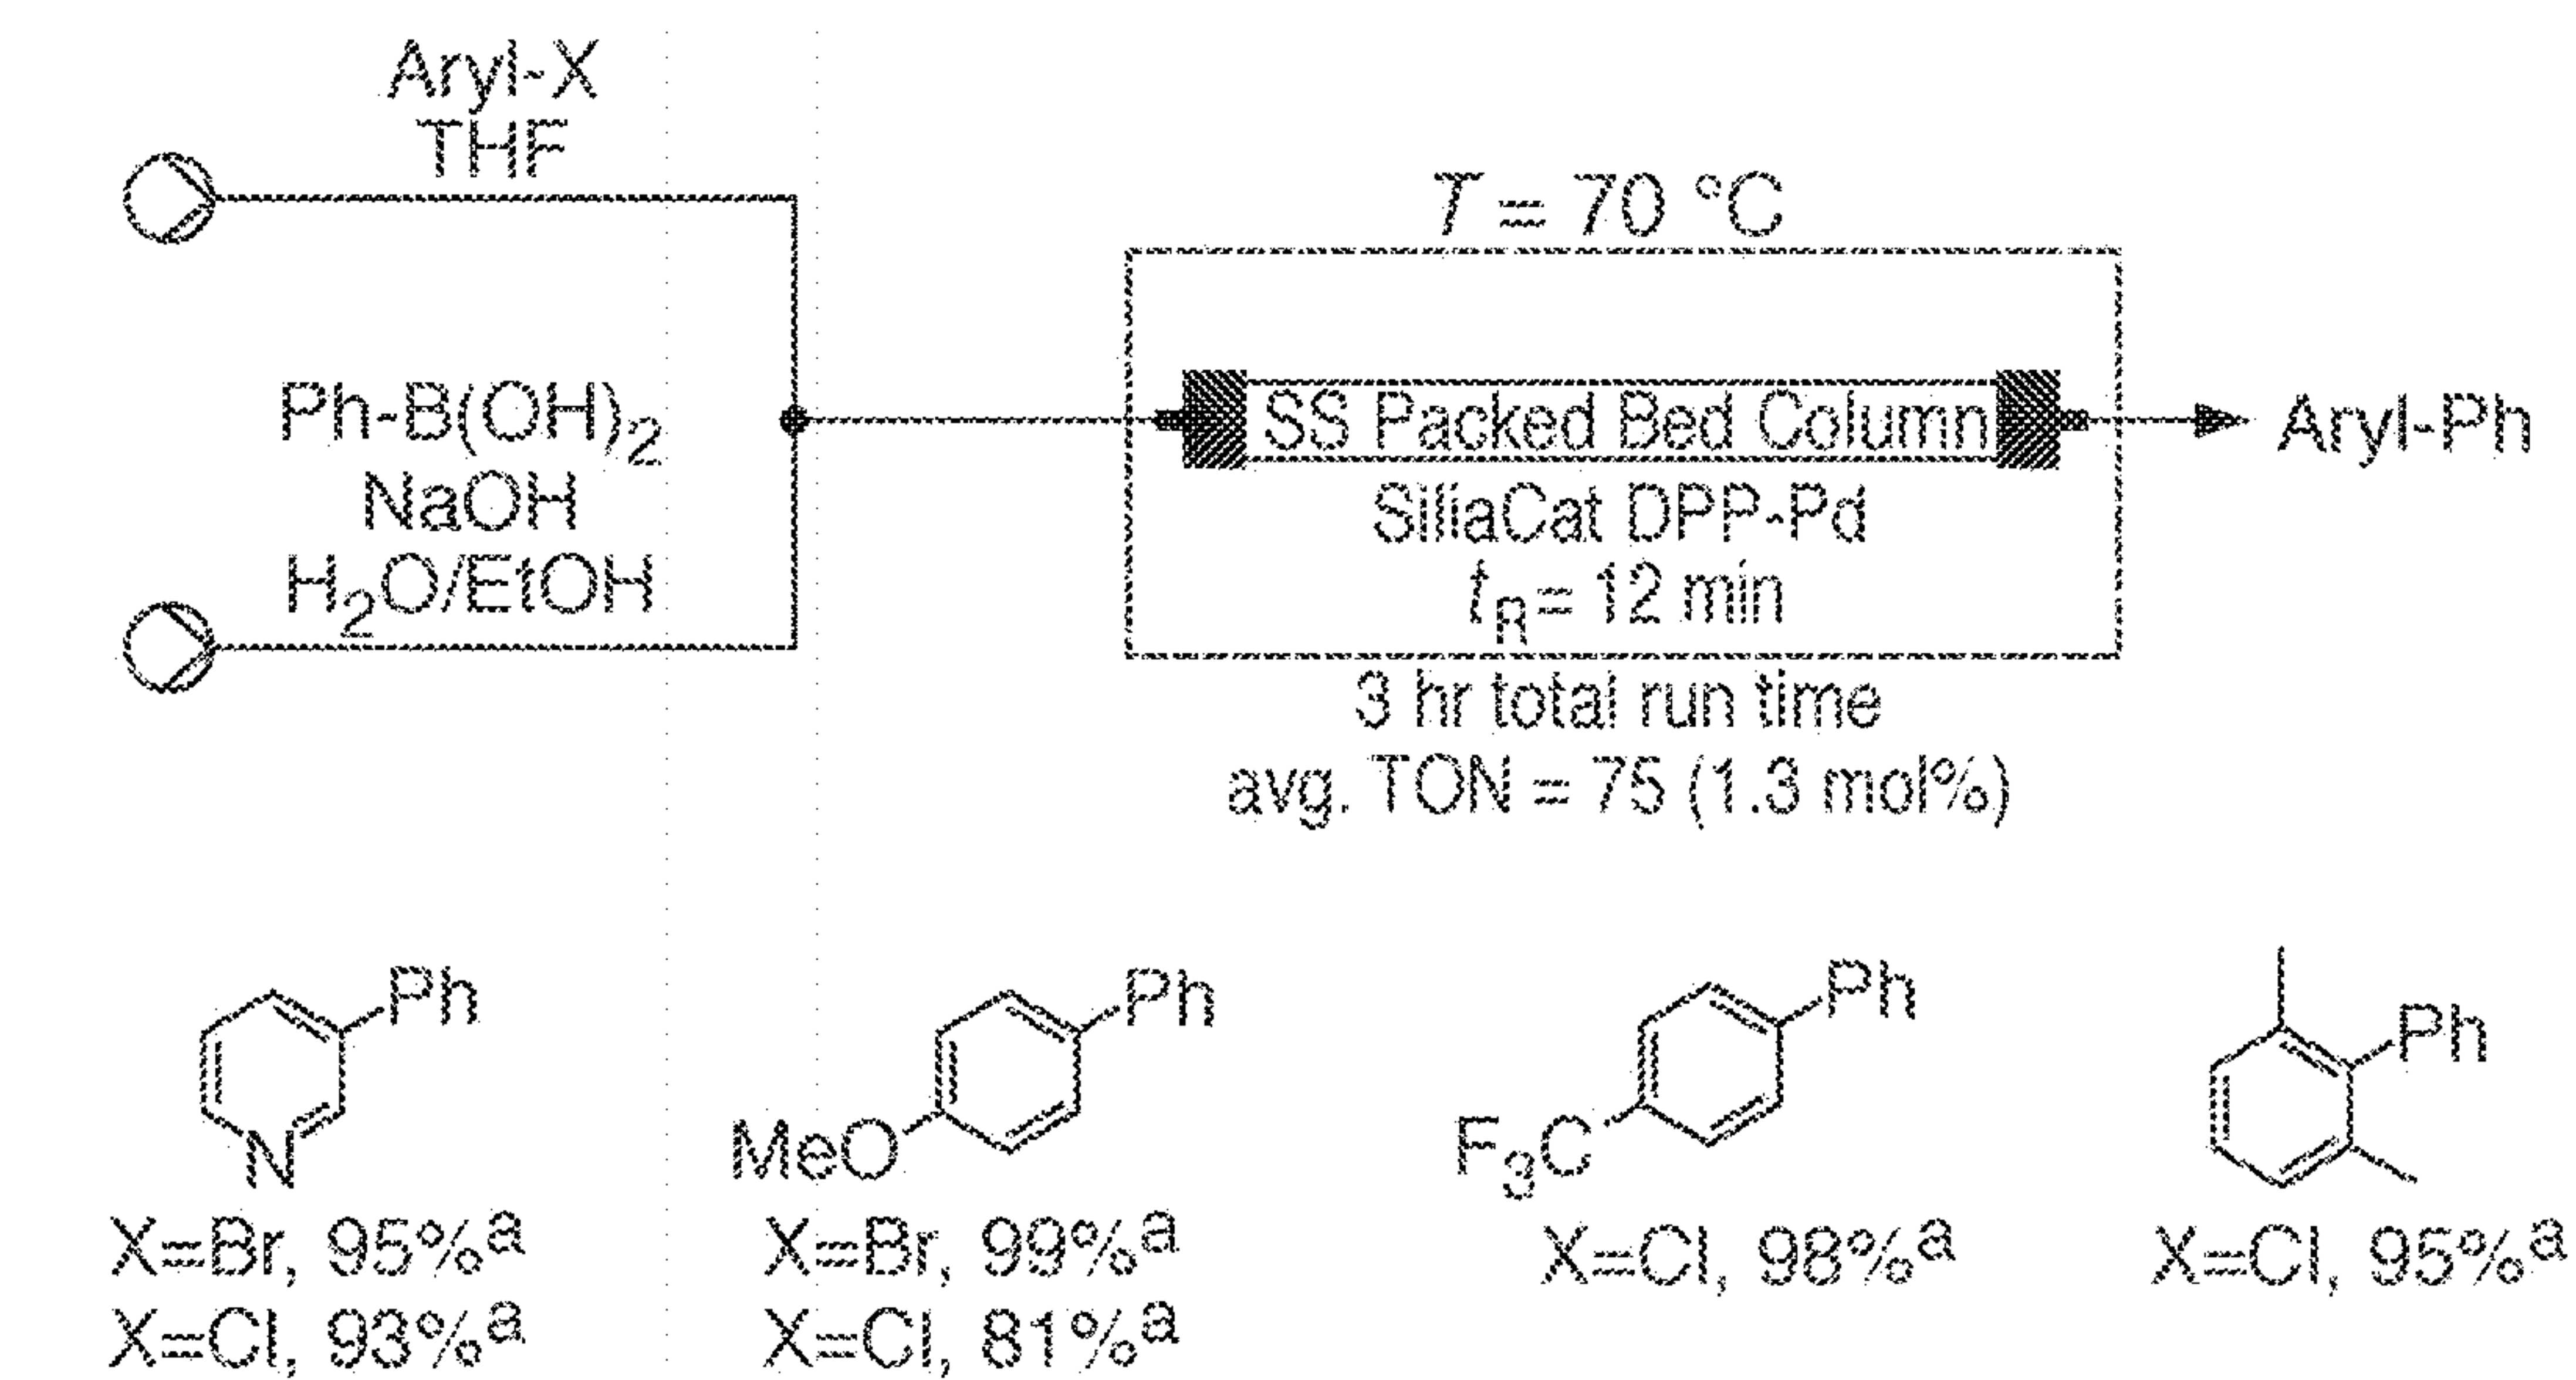 Aryl-X
THF
T = 70 °C
Ph-B(OH)2
NaOH
H2O/EtOH
SS Packed Bed Column
Aryl-Ph
SiliaCat DPP-Pd
tR = 12 min
3 hr total run time
avg. TON = 75 (1.3 mol%)
Ph
N
X=Br, 95%a
X=Cl, 93%a
Ph
MeO
X=Br, 99%a
X=Cl, 81%a
Ph
F3C
X=Cl, 98%a
Ph
X=Cl, 95%a